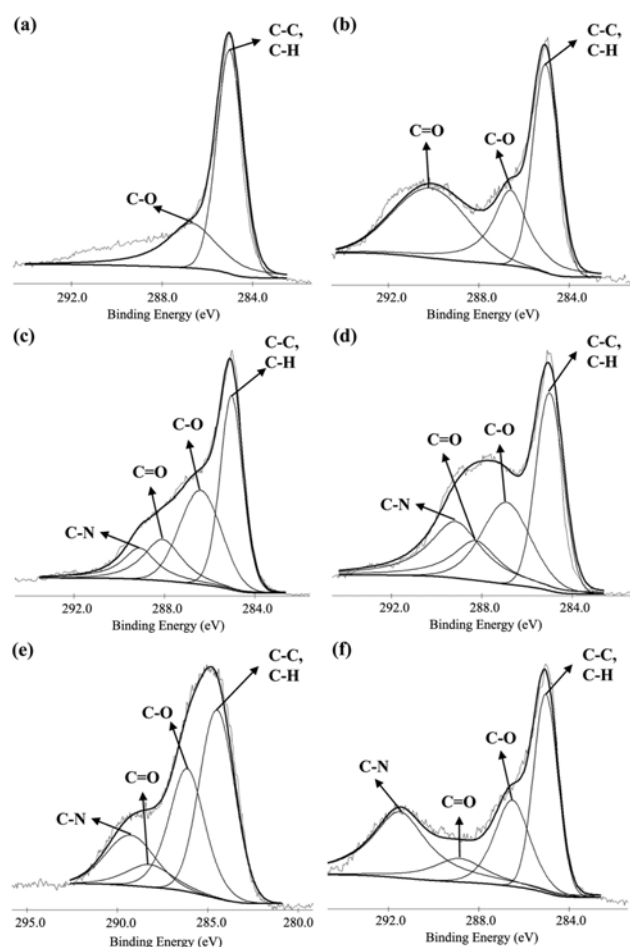 (a)
C-C,
C-H
C-O
292.0 288.0 284.0
Binding Energy (eV)
(b)
C-C,
C-H
C=O
C-O
292.0 288.0 284.0
Binding Energy (eV)
(c)
C-C,
C-H
C-O
C=O
C-N
292.0 288.0 284.0
Binding Energy (eV)
(d)
C-C,
C-H
C-O
C=O
C-N
292.0 288.0 284.0
Binding Energy (eV)
(e)
C-C,
C-H
C-O
C=O
C-N
295.0 290.0 285.0 280.0
Binding Energy (eV)
(f)
C-C,
C-H
C-O
C-N
C=O
292.0 288.0 284.0
Binding Energy (eV)